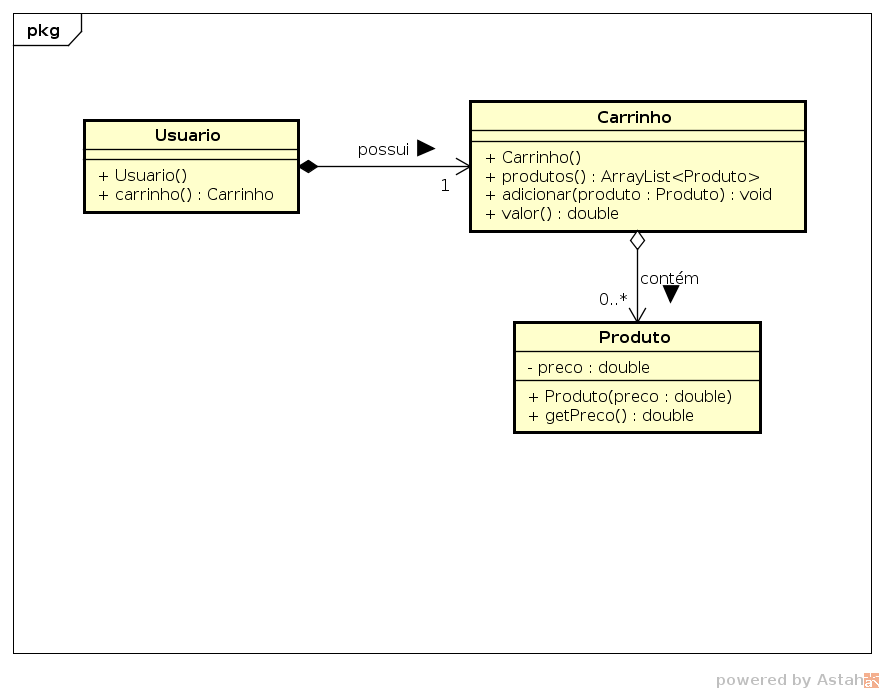 pkg
Usuario
+ Usuario()
+ carrinho() : Carrinho
possui
1
Carrinho
+ Carrinho()
+ produtos() : ArrayList<Produto>
+ adicionar(produto : Produto) : void
+ valor() : double
contém
0..*
Produto
- preco : double
+ Produto(preco : double)
+ getPreco() : double
powered by Astah